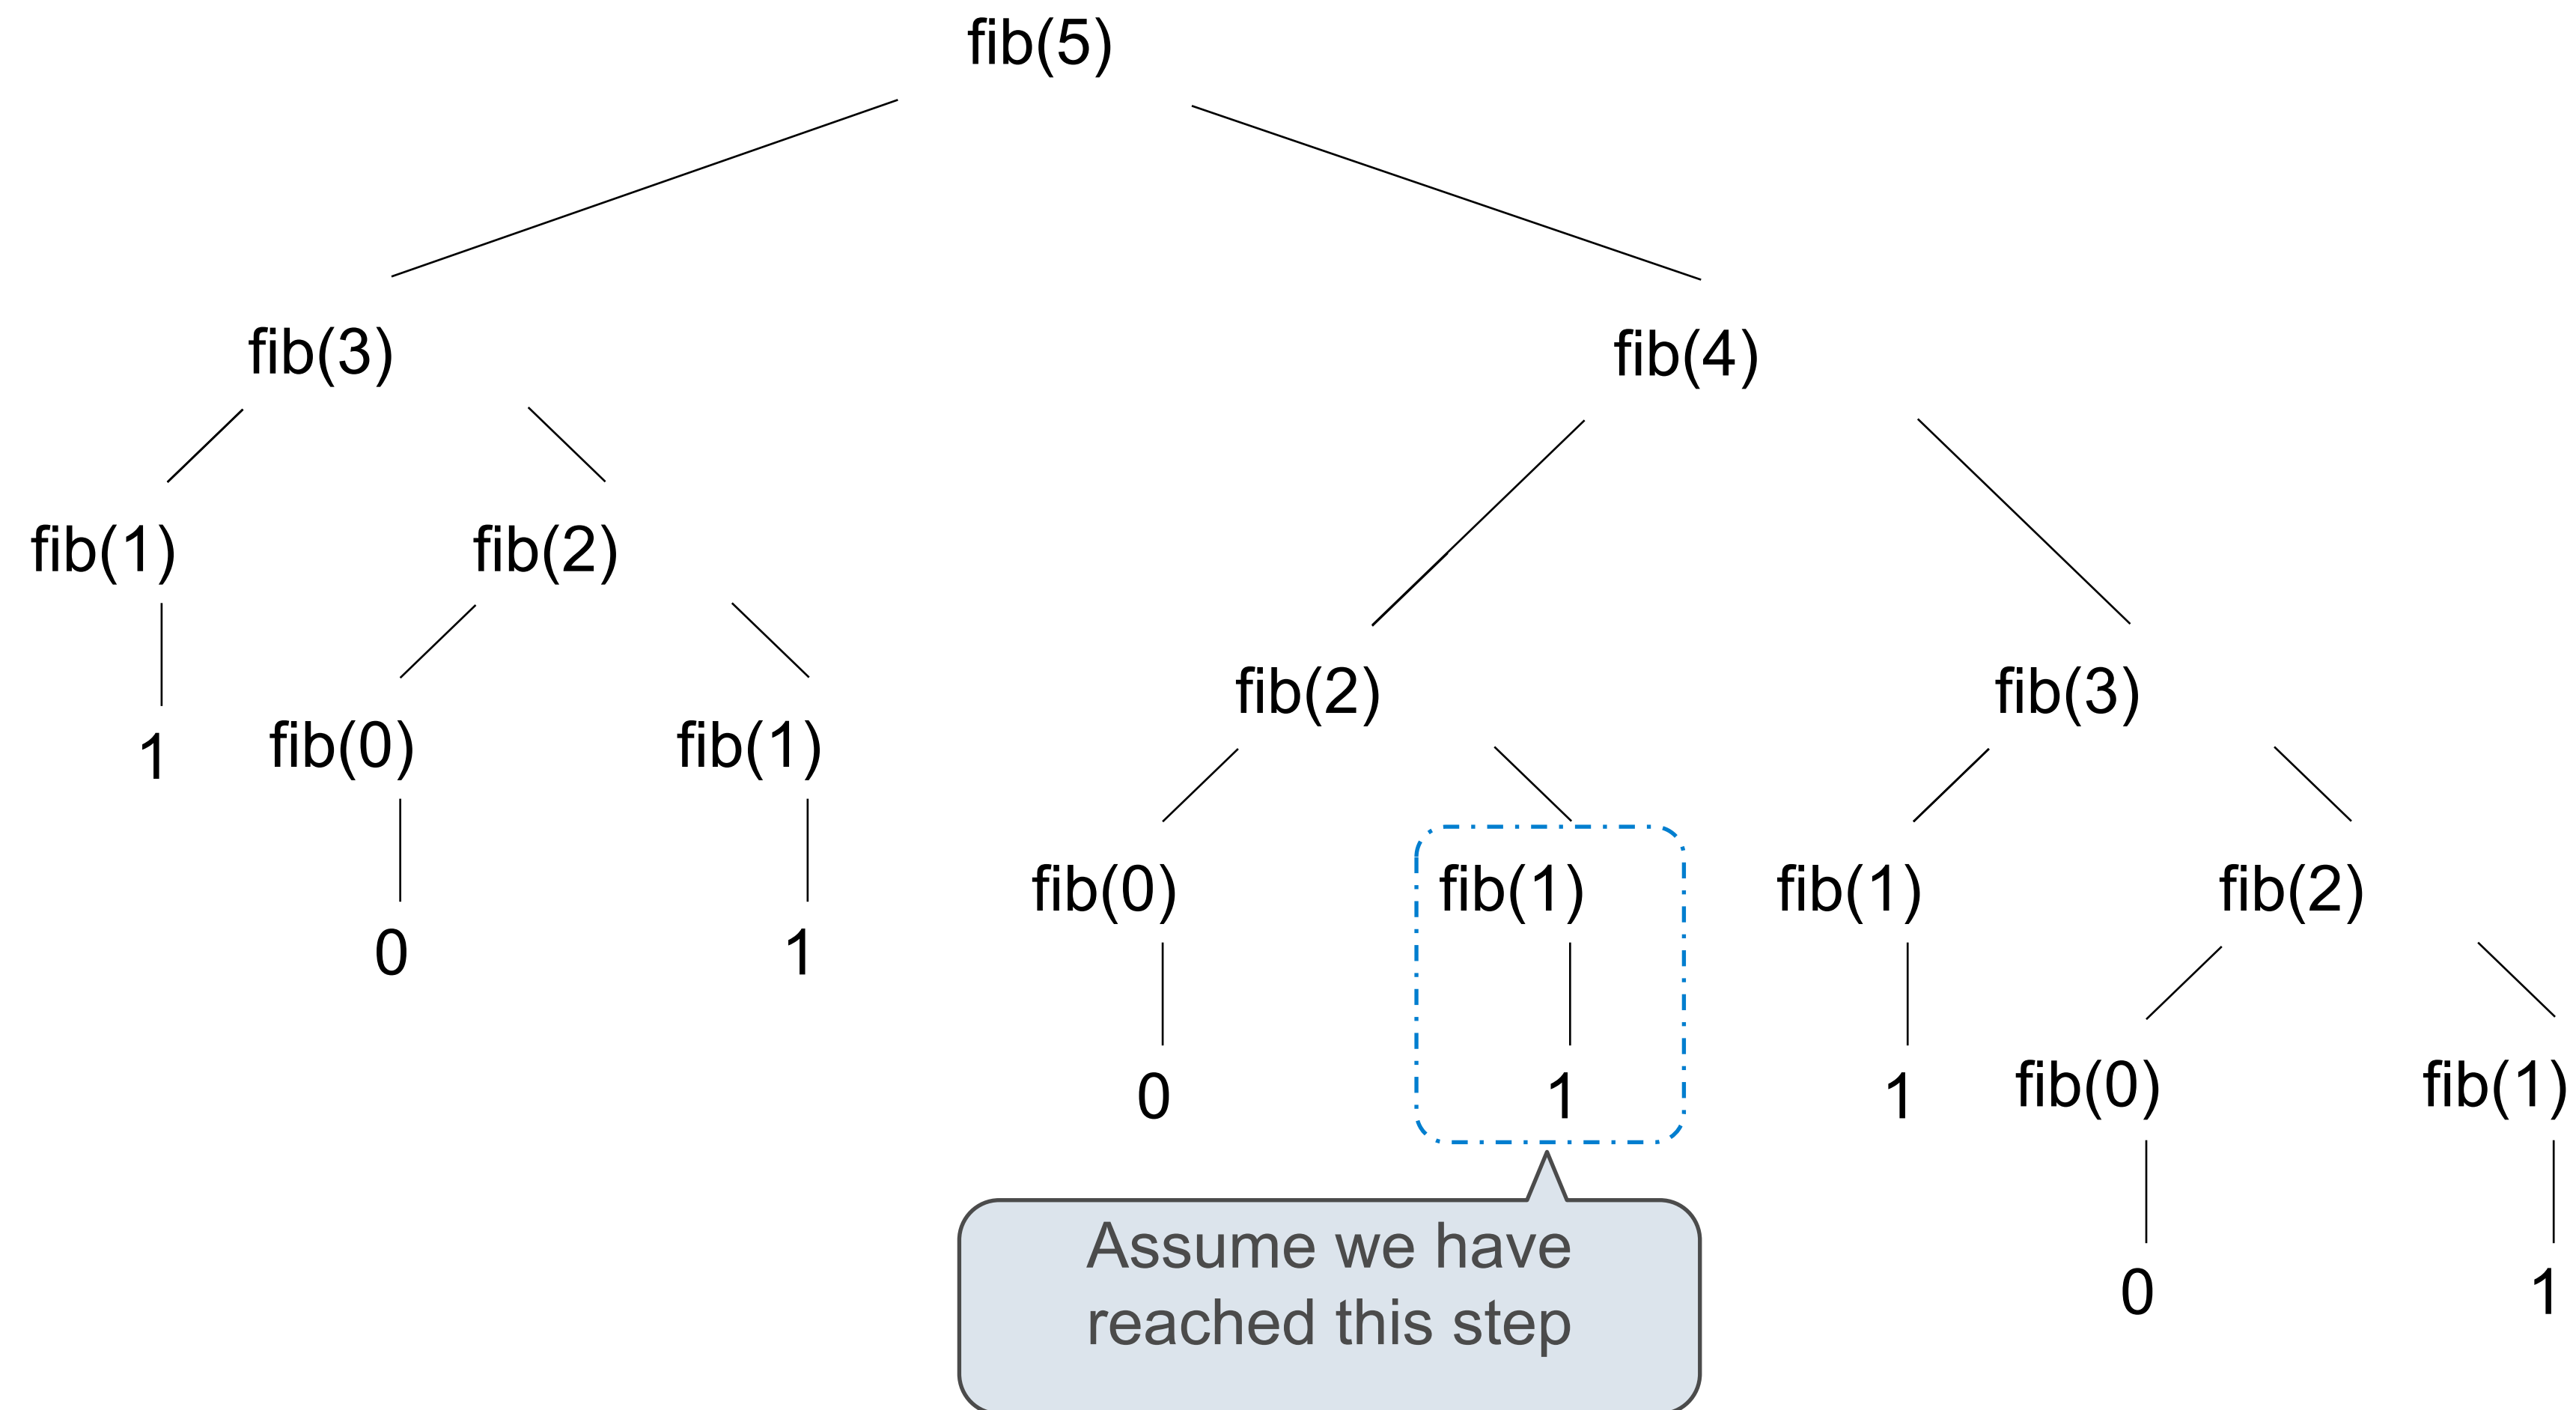 fib(5)
fib(3) fib(4)
fib(1) fib(2)
fib(2) fib(3)
1 fib(0) fib(1)
fib(0) fib(1) fib(1) fib(2)
0 1
0 1 1 fib(0) fib(1)
Assume we have
reached this step
0 1